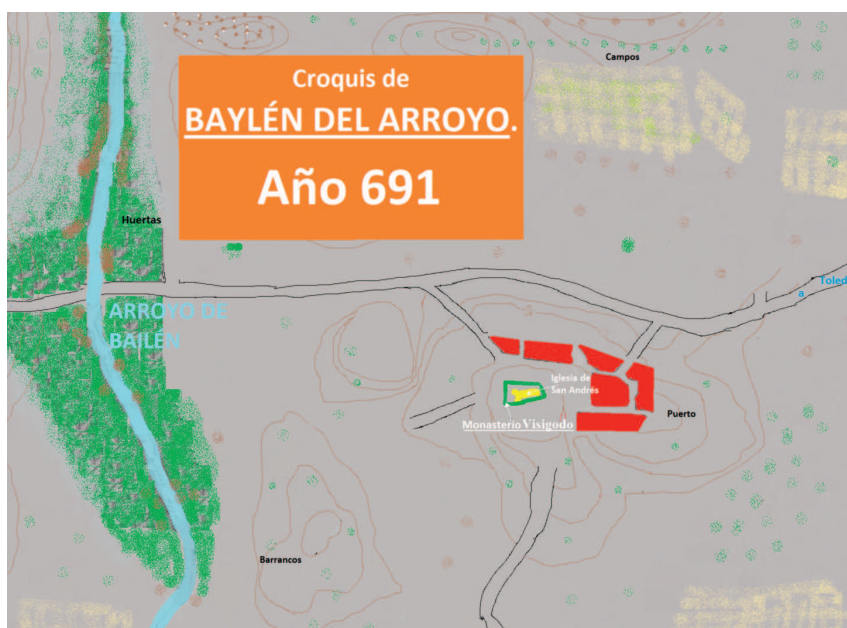 Campos
Croquis de
BAYLÉN DEL ARROYO.
Año 691
Huertas
Toled
a
ARROYO DE
BAILÉN
Iglesia de
San Andrés
Puerto
Monasterio Visigodo
Barrancos